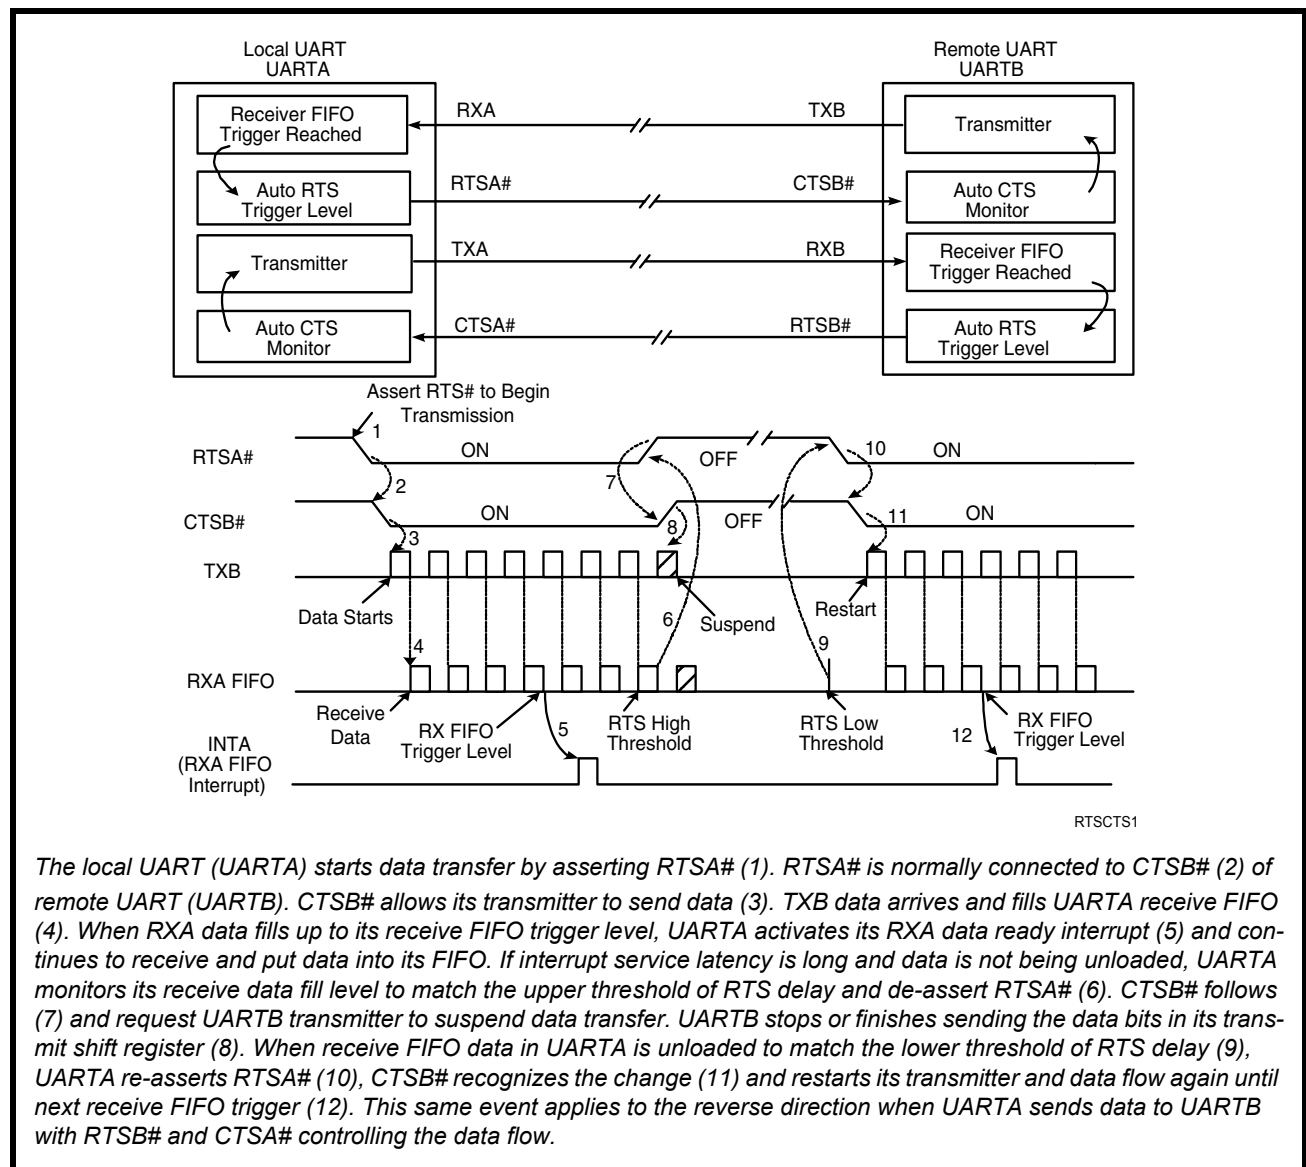 Local UART
UARTA
Remote UART
UARTB
Receiver FIFO
Trigger Reached
RXA
TXB
Transmitter
Auto RTS
Trigger Level
RTSA#
CTSB#
Auto CTS
Monitor
Transmitter
TXA
RXB
Receiver FIFO
Trigger Reached
Auto CTS
Monitor
CTSA#
RTSB#
Auto RTS
Trigger Level
Assert RTS# to Begin
Transmission
1
RTSA#
ON
OFF
10
ON
2
7
CTSB#
ON
8
OFF
11
ON
3
TXB
Data Starts
6
Suspend
Restart
4
9
RXA FIFO
Receive
Data
RX FIFO
Trigger Level
5
RTS High
Threshold
RTS Low
Threshold
12
RX FIFO
Trigger Level
INTA
(RXA FIFO
Interrupt)
RTSCTS1
The local UART (UARTA) starts data transfer by asserting RTSA# (1). RTSA# is normally connected to CTSB# (2) of
remote UART (UARTB). CTSB# allows its transmitter to send data (3). TXB data arrives and fills UARTA receive FIFO
(4). When RXA data fills up to its receive FIFO trigger level, UARTA activates its RXA data ready interrupt (5) and con-
tinues to receive and put data into its FIFO. If interrupt service latency is long and data is not being unloaded, UARTA
monitors its receive data fill level to match the upper threshold of RTS delay and de-assert RTSA# (6). CTSB# follows
(7) and request UARTB transmitter to suspend data transfer. UARTB stops or finishes sending the data bits in its trans-
mit shift register (8). When receive FIFO data in UARTA is unloaded to match the lower threshold of RTS delay (9),
UARTA re-asserts RTSA# (10), CTSB# recognizes the change (11) and restarts its transmitter and data flow again until
next receive FIFO trigger (12). This same event applies to the reverse direction when UARTA sends data to UARTB
with RTSB# and CTSA# controlling the data flow.